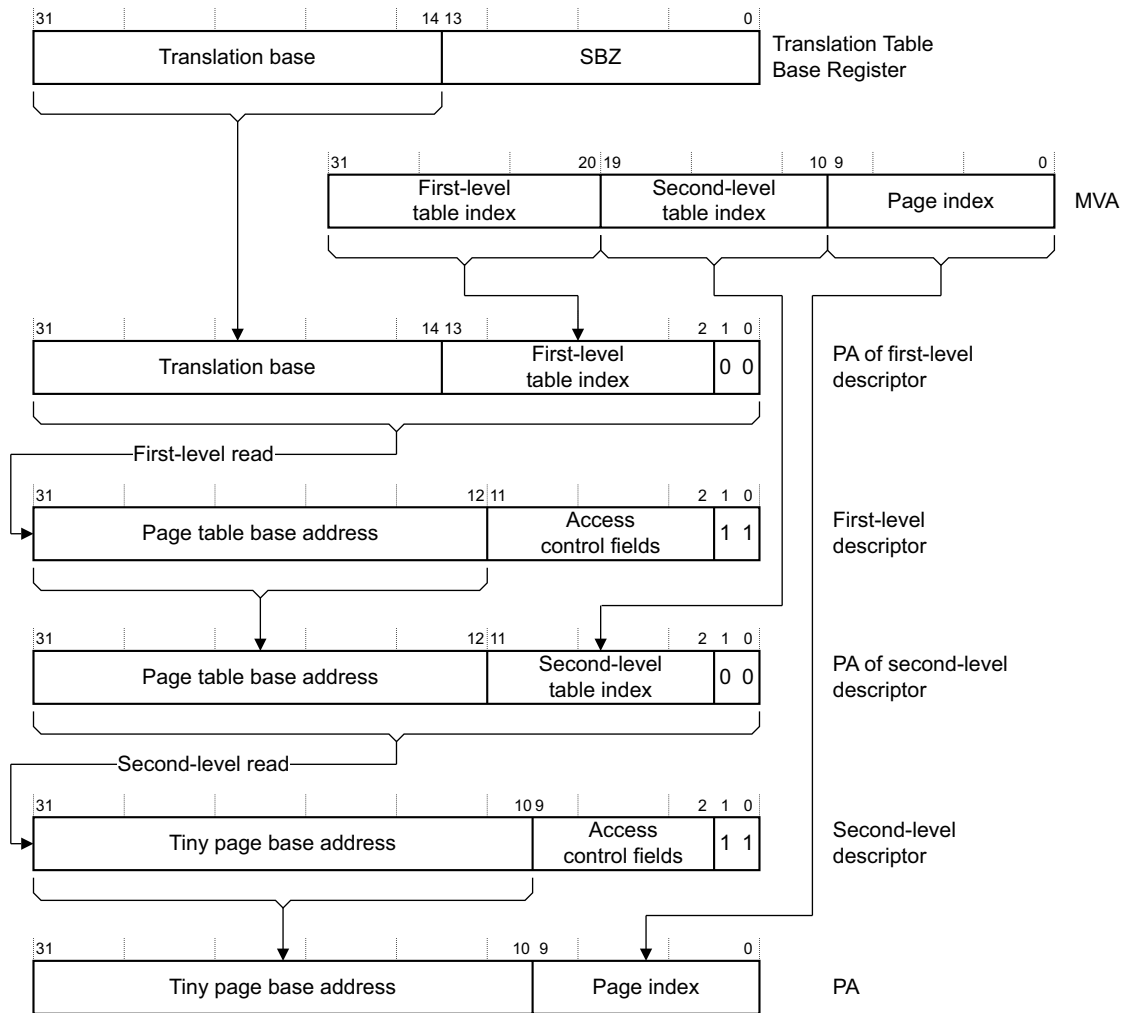 31 14 13 0
Translation base SBZ Translation Table
Base Register
31 20 19 10 9 0
First-level Second-level Page index MVA
table index table index
31 14 13 2 1 0
Translation base First-level 0 0 PA of first-level
table index descriptor
First-level read
31 12 11 2 1 0
Page table base address Access 1 1 First-level
control fields descriptor
31 12 11 2 1 0
Page table base address Second-level 0 0 PA of second-level
table index descriptor
Second-level read
31 10 9 2 1 0
Tiny page base address Access 1 1 Second-level
control fields descriptor
31 10 9 0
Tiny page base address Page index PA